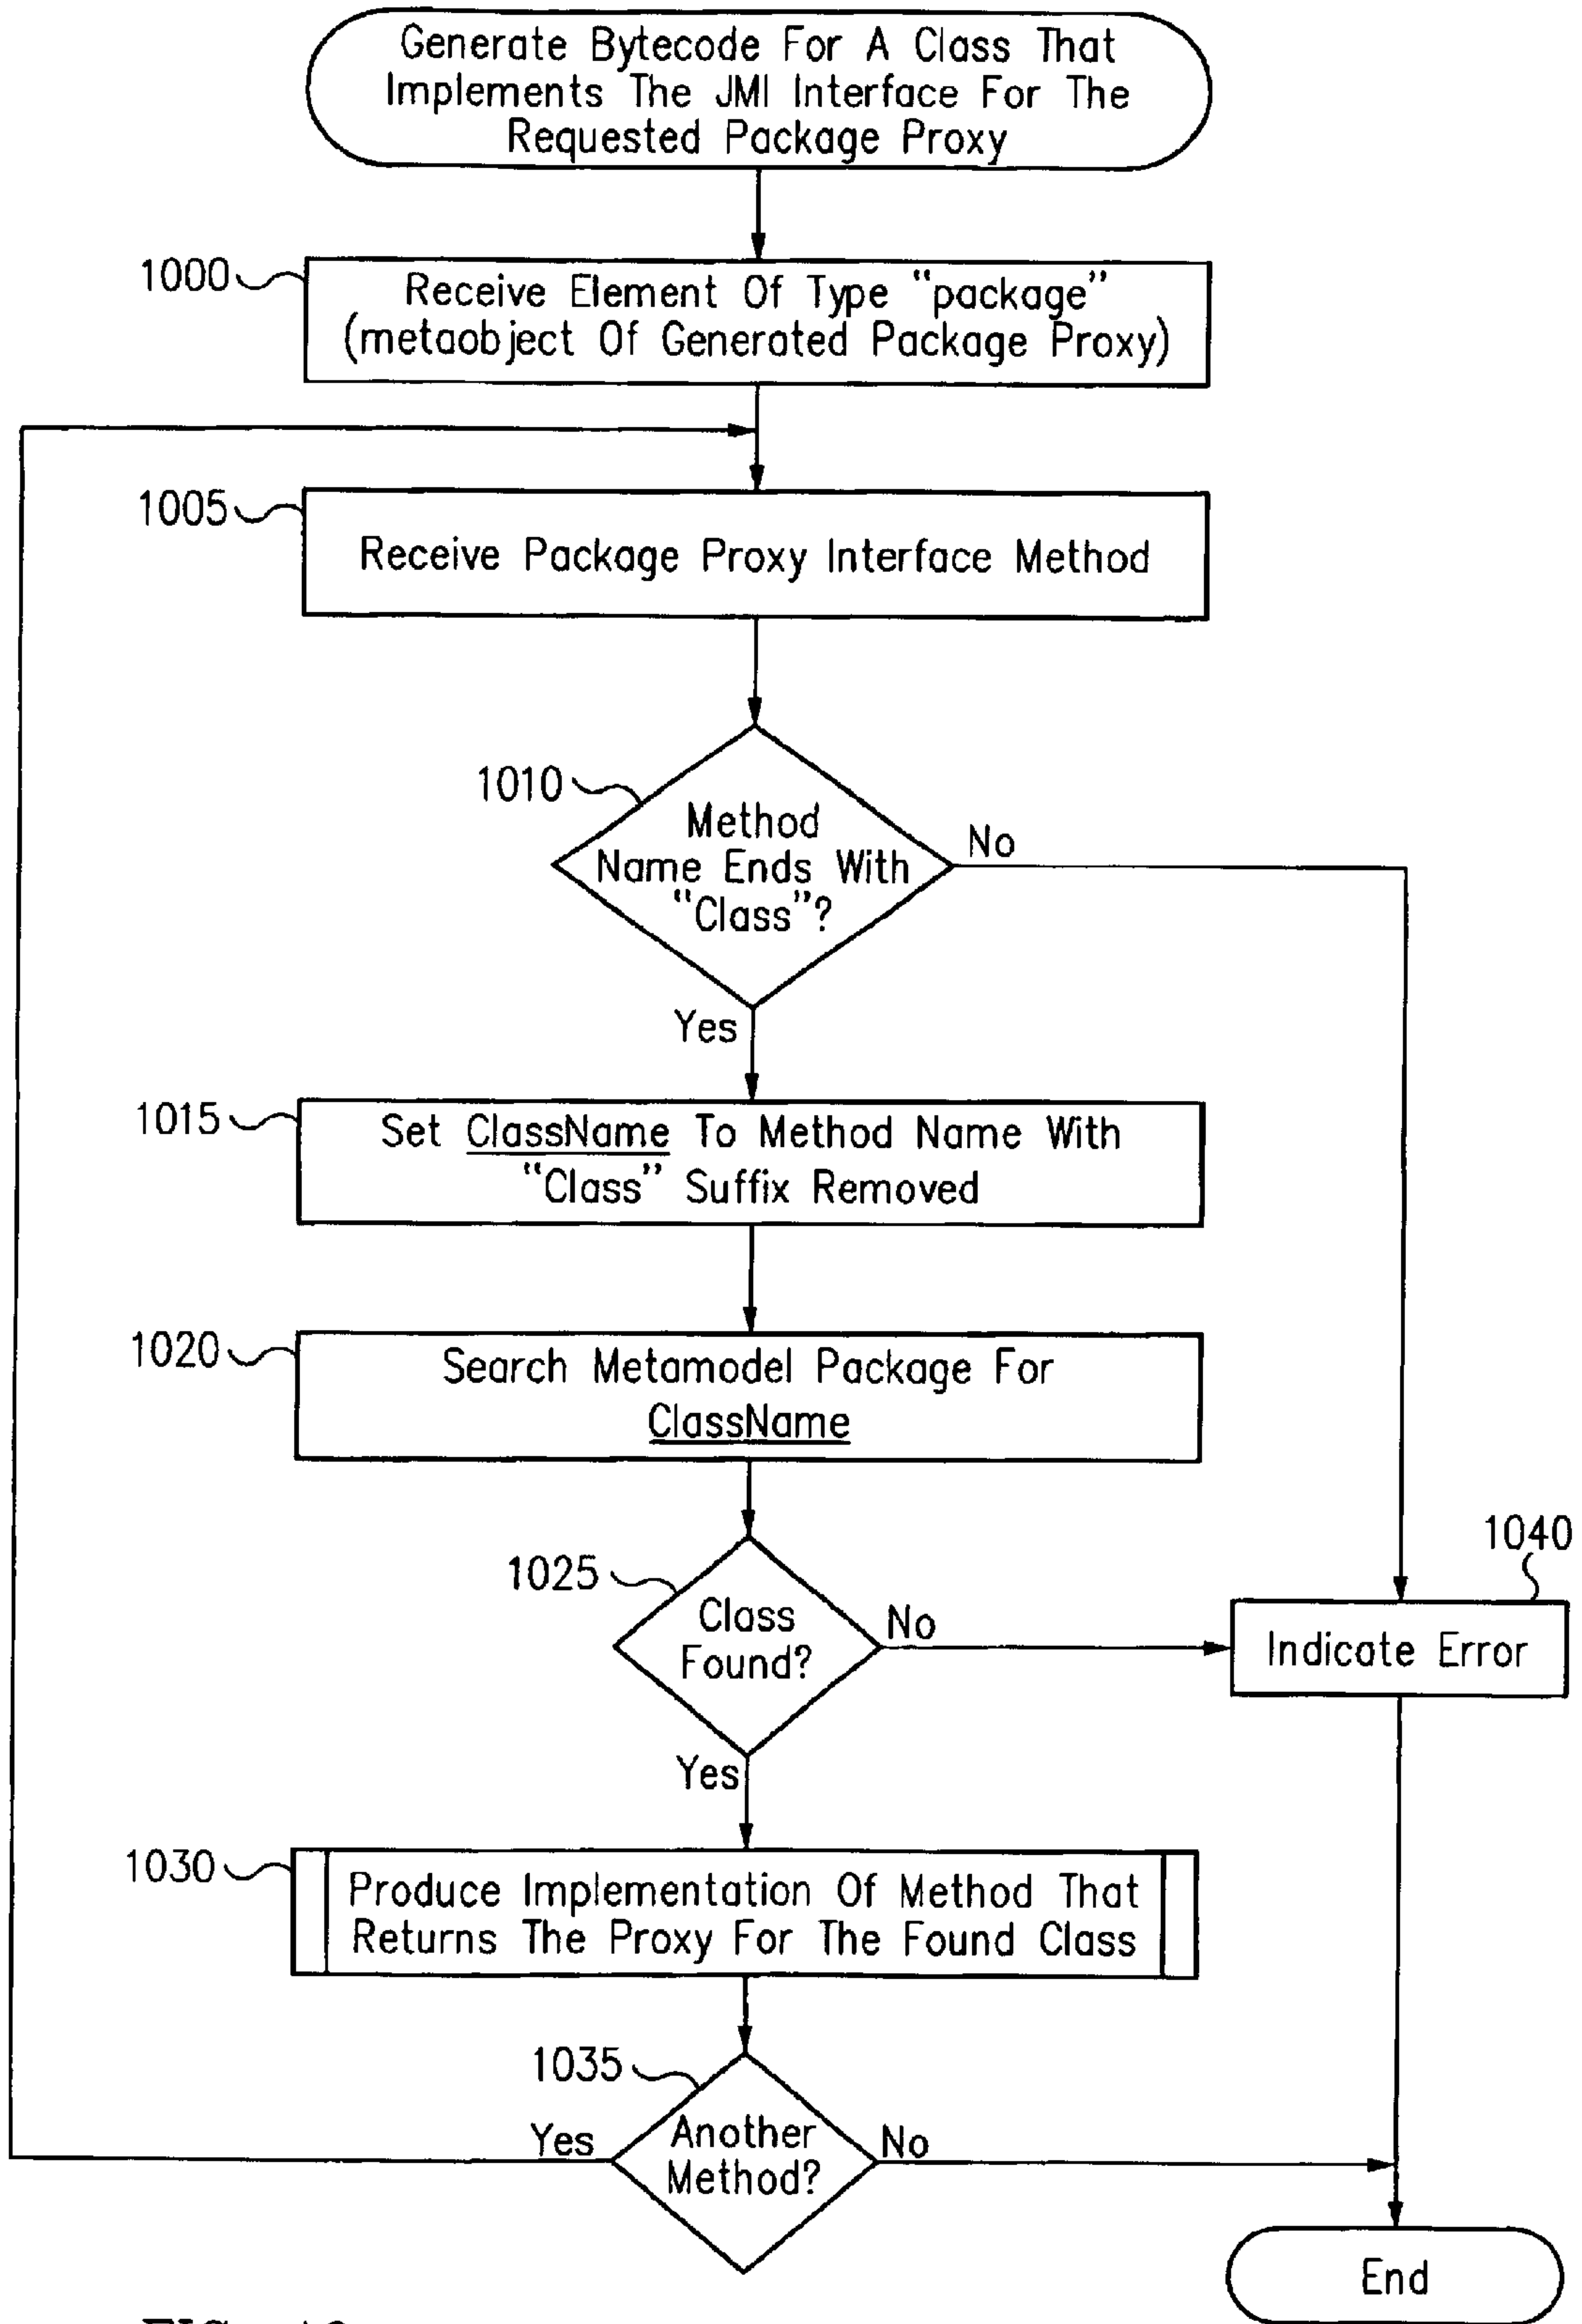 Generate Bytecode For A Class That
Implements The JMI Interface For The
Requested Package Proxy
1000
Receive Element Of Type "package"
(metaobject Of Generated Package Proxy)
1005
Receive Package Proxy Interface Method
1010
Method
Name Ends With
"Class"?
No
Yes
1015
Set ClassName To Method Name With
"Class" Suffix Removed
1020
Search Metamodel Package For
ClassName
1025
Class
Found?
No
1040
Indicate Error
Yes
1030
Produce Implementation Of Method That
Returns The Proxy For The Found Class
1035
Another
Method?
Yes
No
End